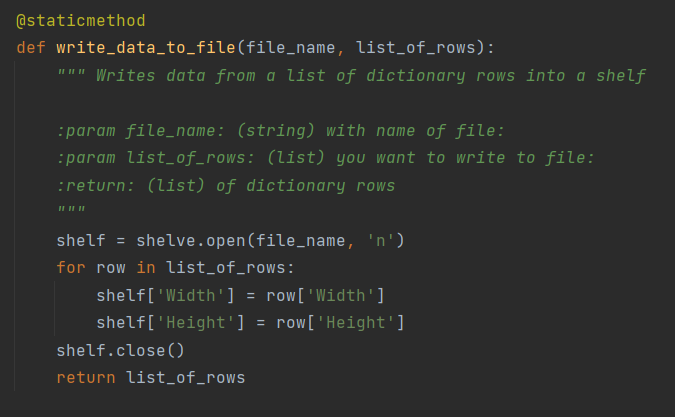 @staticmethod
def write_data_to_file(file_name, list_of_rows):
    """ Writes data from a list of dictionary rows into a shelf

    :param file_name: (string) with name of file:
    :param list_of_rows: (list) you want to write to file:
    :return: (list) of dictionary rows
    """
    shelf = shelve.open(file_name, 'n')
    for row in list_of_rows:
        shelf['Width'] = row['Width']
        shelf['Height'] = row['Height']
    shelf.close()
    return list_of_rows